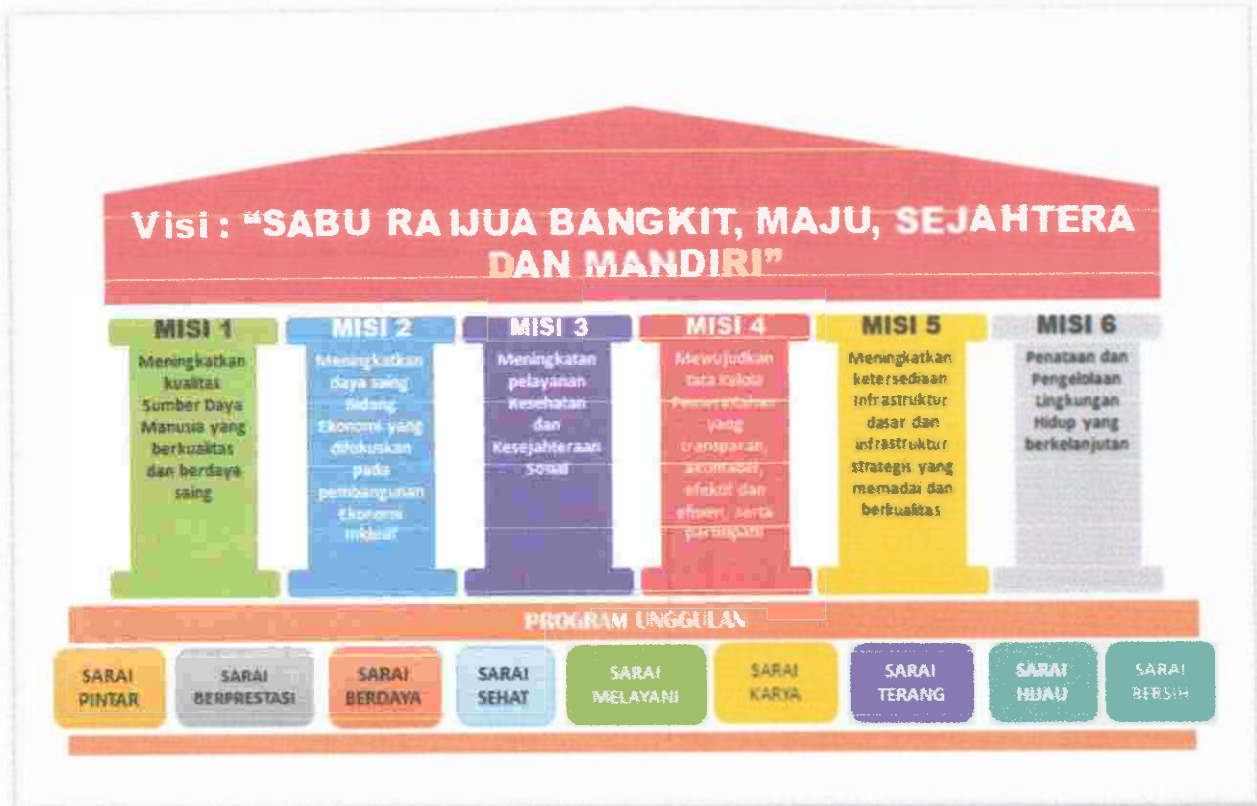 Visi : “SABU RAIJUA BANGKIT, MAJU, SEJAHTERA
DAN MANDIRI”
MISI 1
Meningkatkan
kualitas
Sumber Daya
Manusia yang
berkualitas
dan berdaya
saing
MISI 2
Meningkatkan
daya saing
Bidang
Ekonomi yang
difokuskan
pada
pembangunan
Ekonomi
Inklusif
MISI 3
Meningkatan
pelayanan
Kesehatan
dan
Kesejahteraan
Sosial
MISI 4
Mewujudkan
tata Kelola
Pemerintahan
yang
transparan,
akuntabel,
efektif dan
efisien, serta
partisipatif
MISI 5
Meningkatkan
ketersediaan
infrastruktur
dasar dan
infrastruktur
strategis yang
memadai dan
berkualitas
MISI 6
Penataan dan
Pengelolaan
Lingkungan
Hidup yang
berkelanjutan
PROGRAM UNGGULAN
SARAI
PINTAR
SARAI
BERPRESTASI
SARAI
BERDAYA
SARAI
SEHAT
SARAI
MELAYANI
SARAI
KARYA
SARAI
TERANG
SARAI
HIJAU
SARAI
BERSIH